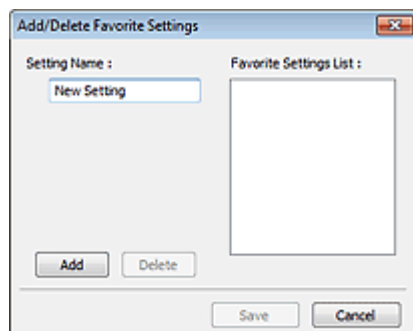 Add/Delete Favorite Settings
Setting Name :
Favorite Settings List :
New Setting
Add
Delete
Save
Cancel